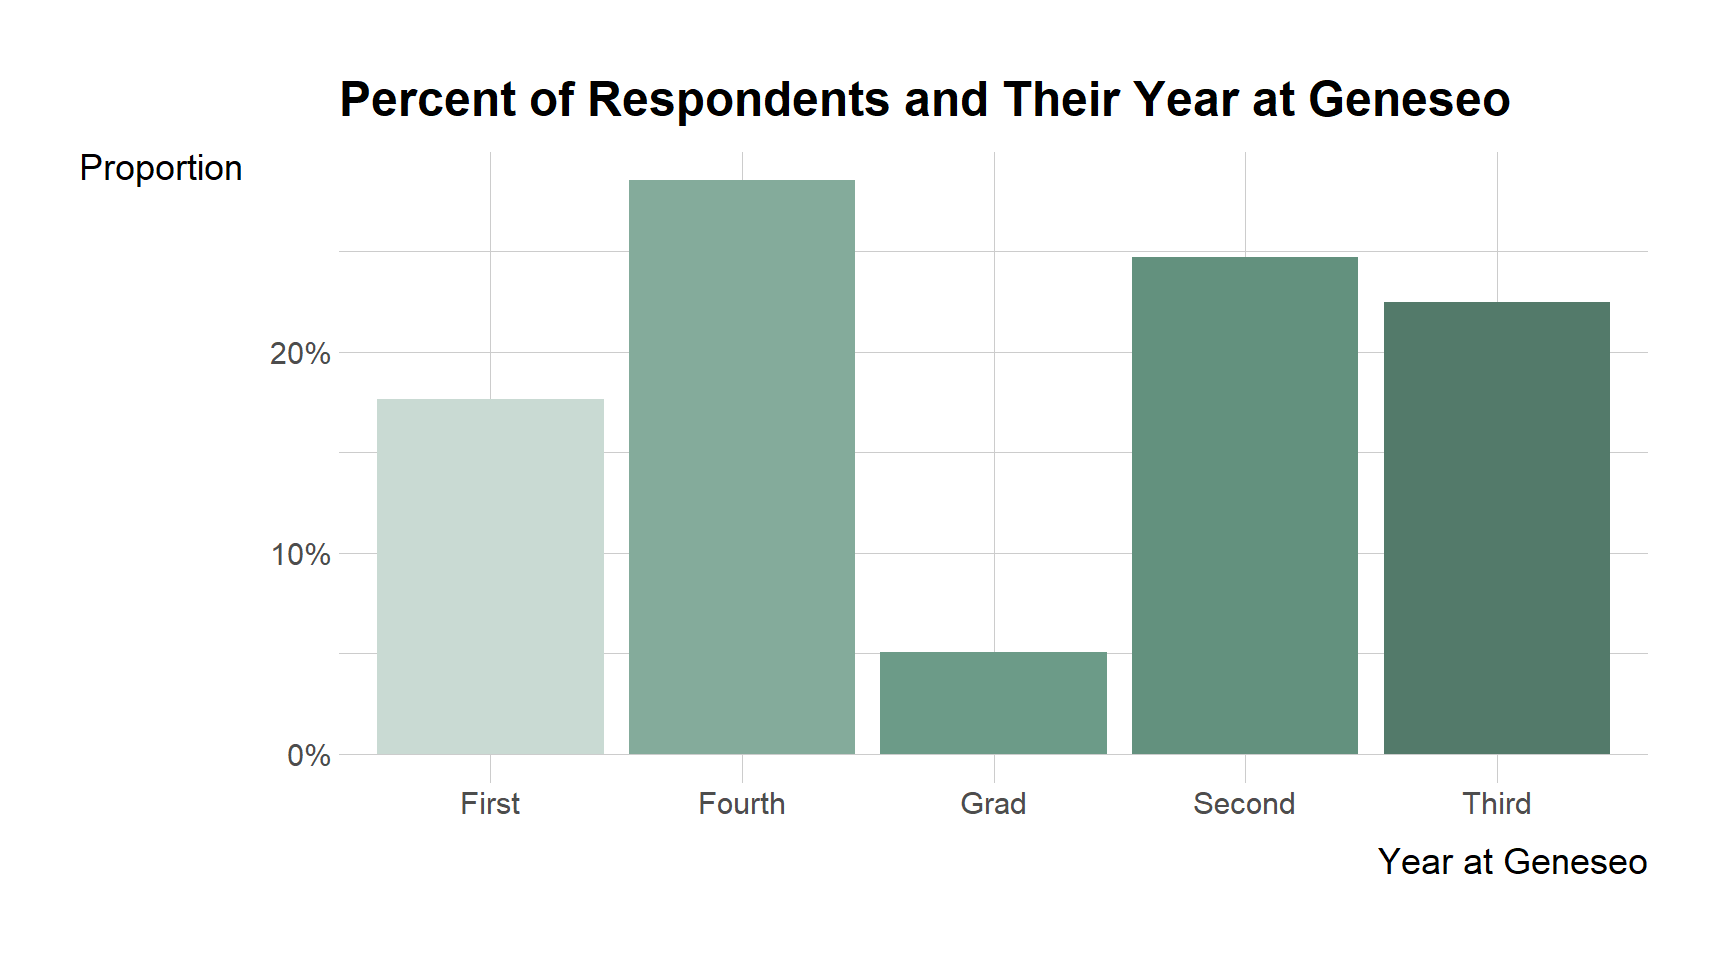 Percent of Respondents and Their Year at Geneseo
Proportion
20%
10%
0%
First Fourth Grad Second Third
Year at Geneseo